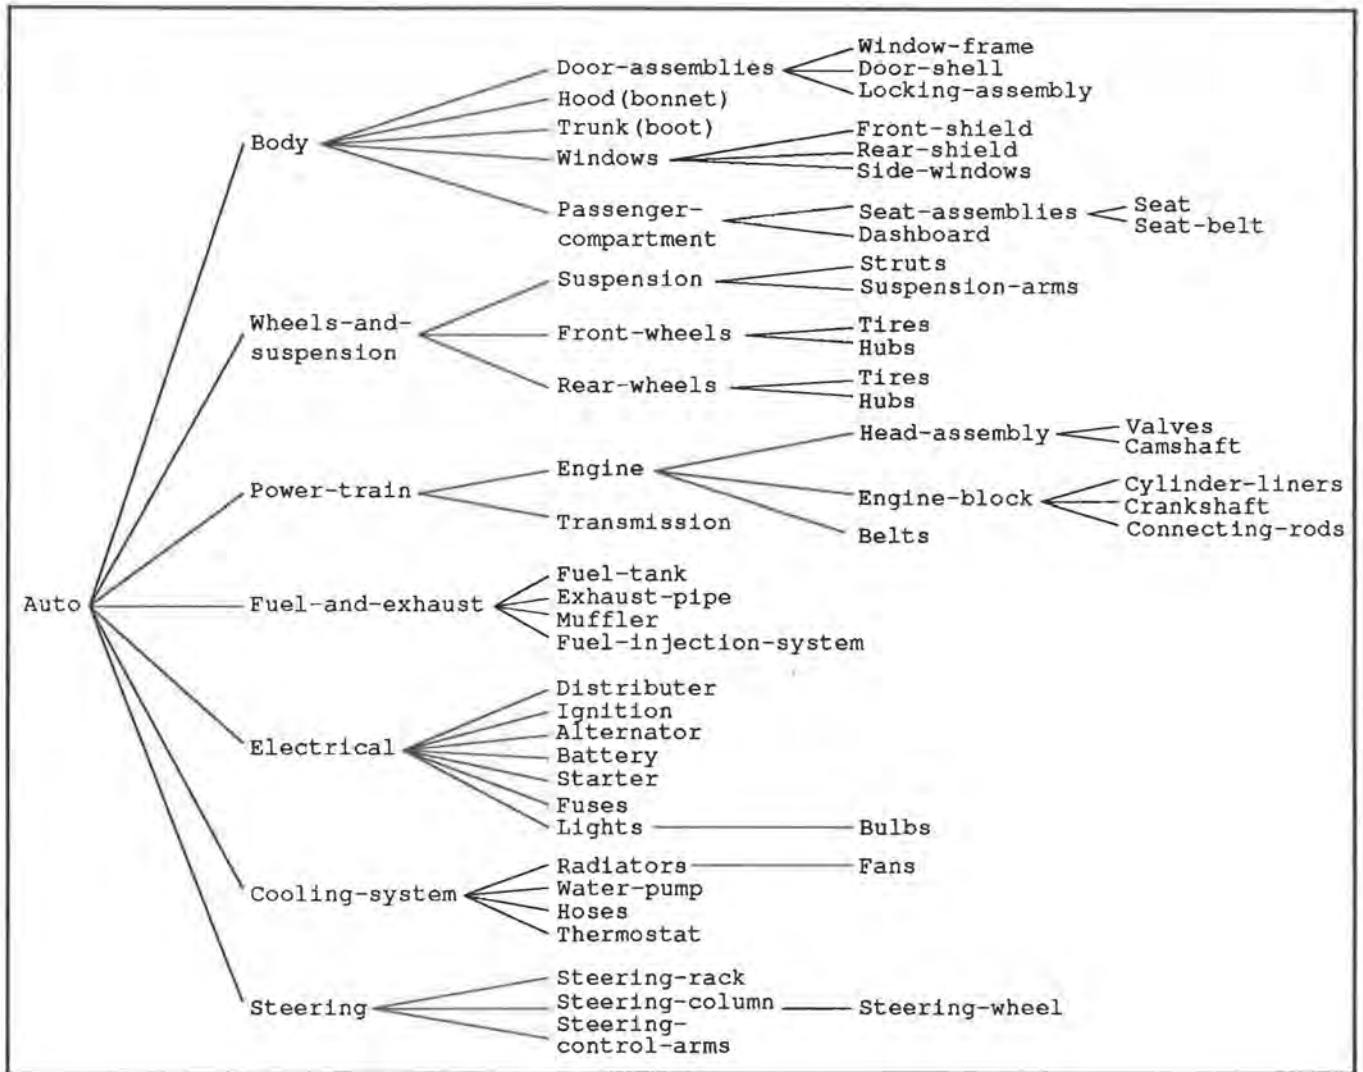 Auto
Body
Door-assemblies
Window-frame
Door-shell
Locking-assembly
Hood(bonnet)
Trunk(boot)
Windows
Front-shield
Rear-shield
Side-windows
Passenger-
compartment
Seat-assemblies
Seat
Seat-belt
Dashboard
Wheels-and-
suspension
Suspension
Struts
Suspension-arms
Front-wheels
Tires
Hubs
Rear-wheels
Tires
Hubs
Power-train
Engine
Head-assembly
Valves
Camshaft
Engine-block
Cylinder-liners
Crankshaft
Connecting-rods
Belts
Transmission
Fuel-and-exhaust
Fuel-tank
Exhaust-pipe
Muffler
Fuel-injection-system
Electrical
Distributer
Ignition
Alternator
Battery
Starter
Fuses
Lights
Bulbs
Cooling-system
Radiators
Fans
Water-pump
Hoses
Thermostat
Steering
Steering-rack
Steering-column
Steering-wheel
Steering-
control-arms